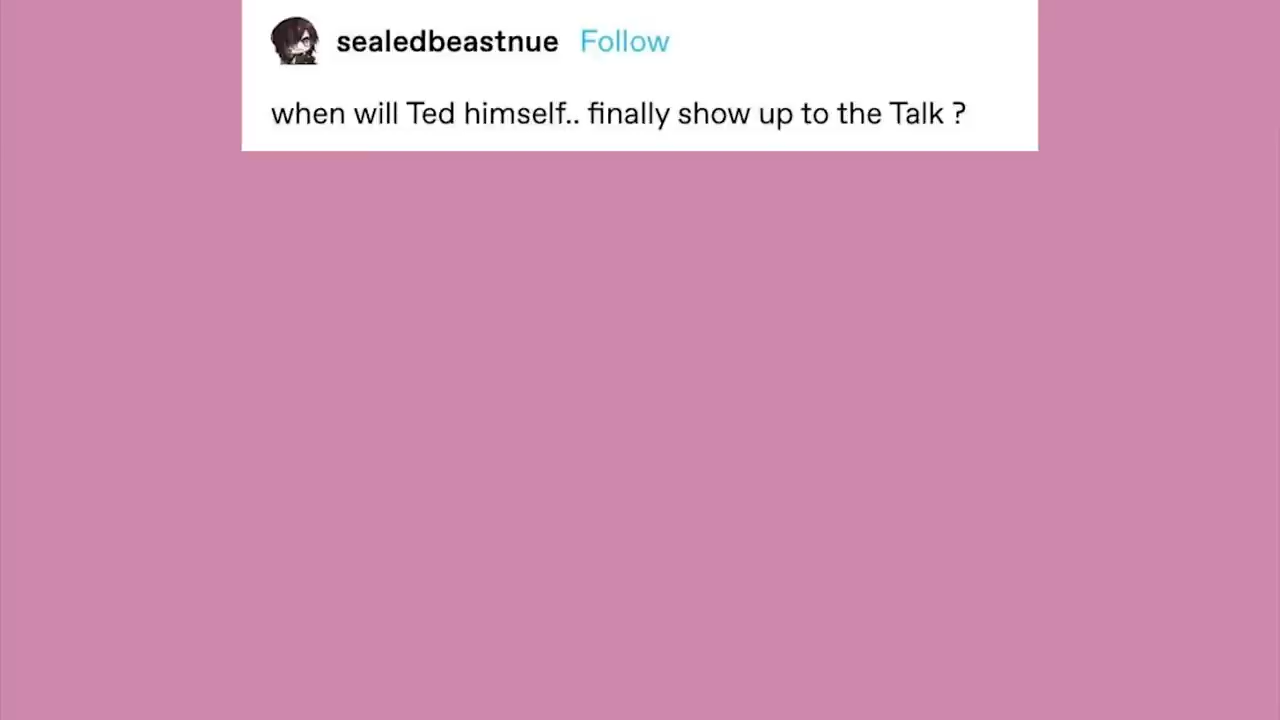 sealedbeastnue Follow
when will Ted himself.. finally show up to the Talk ?